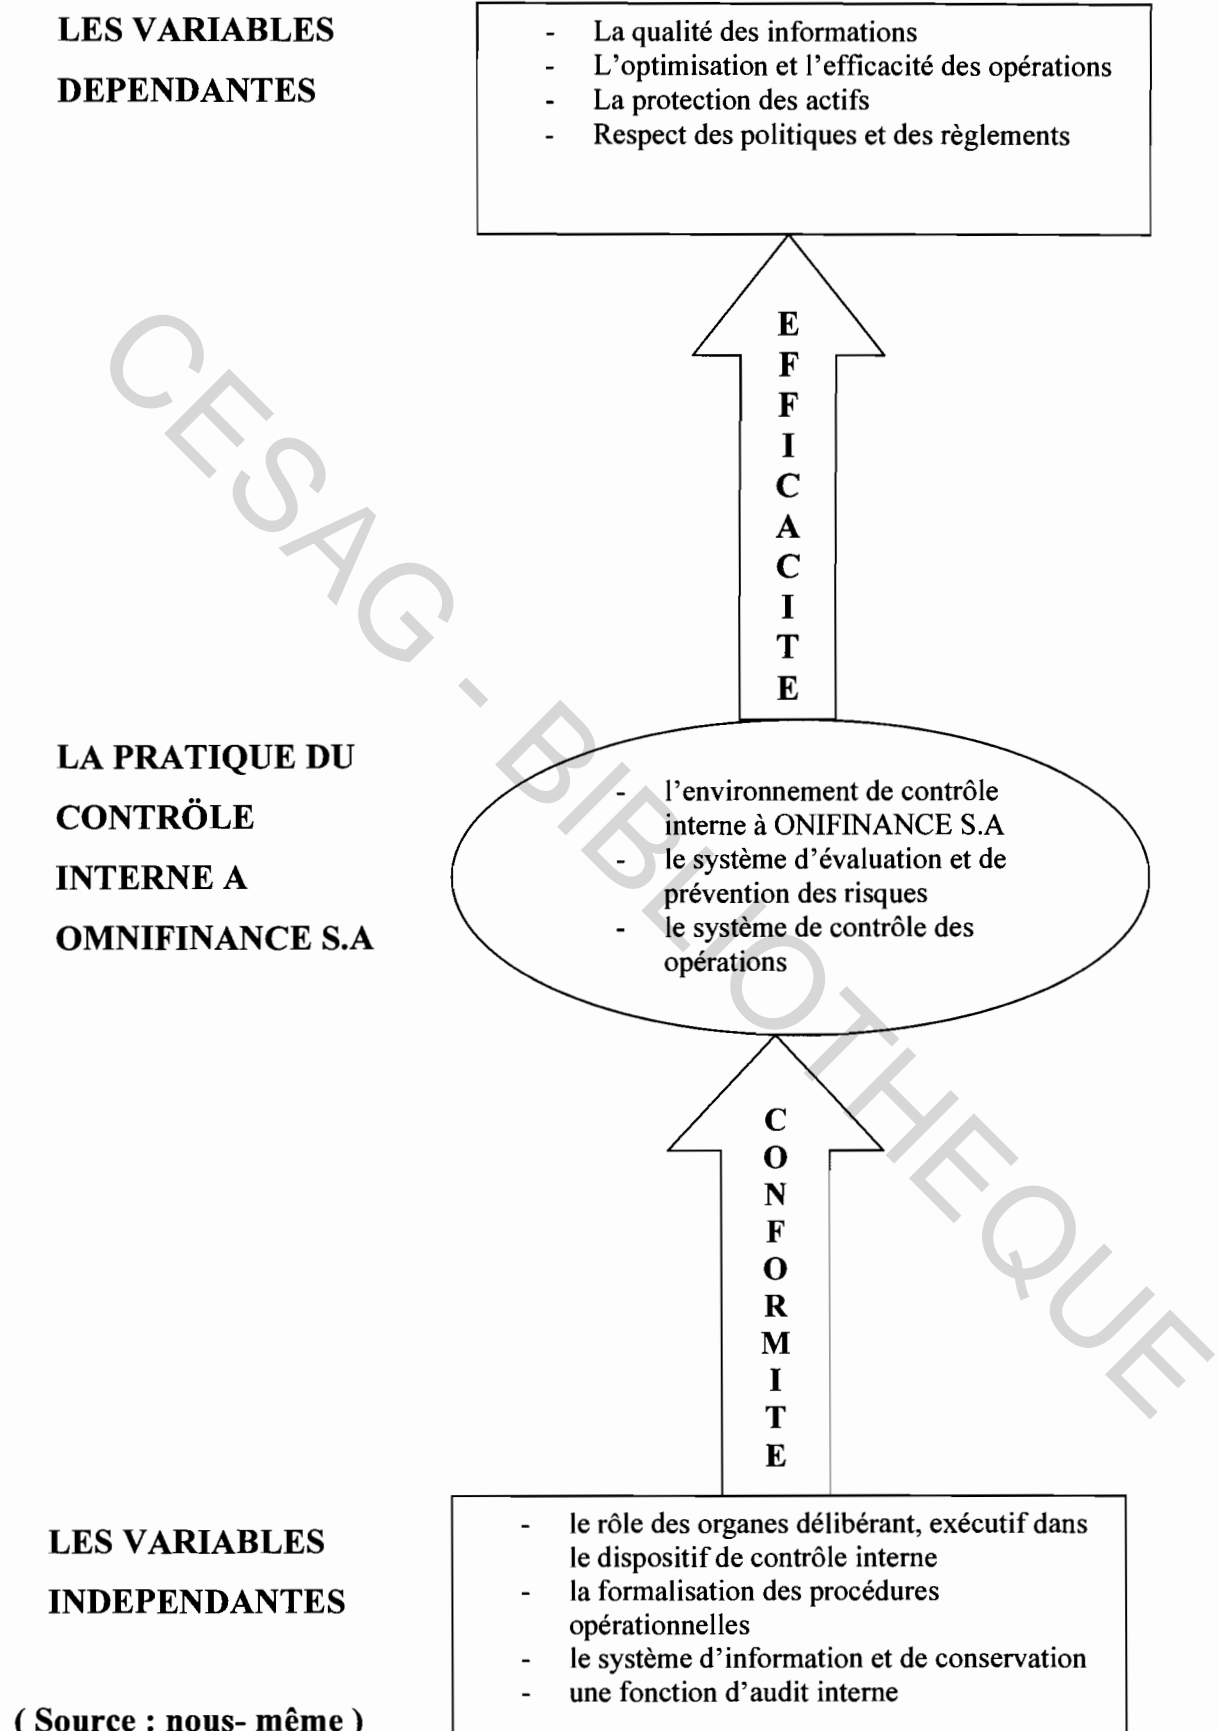 LES VARIABLES
DEPENDANTES
- La qualité des informations
- L'optimisation et l'efficacité des opérations
- La protection des actifs
- Respect des politiques et des règlements
E
F
F
I
C
A
C
I
T
E
LA PRATIQUE DU
CONTRÖLE
INTERNE A
OMNIFINANCE S.A
- l'environnement de contrôle
interne à ONIFINANCE S.A
- le système d'évaluation et de
prévention des risques
- le système de contrôle des
opérations
C
O
N
F
O
R
M
I
T
E
LES VARIABLES
INDEPENDANTES
- le rôle des organes délibérant, exécutif dans
le dispositif de contrôle interne
- la formalisation des procédures
opérationnelles
- le système d'information et de conservation
- une fonction d'audit interne
( Source : nous- même )
CESAG - BIBLIOTHEQUE